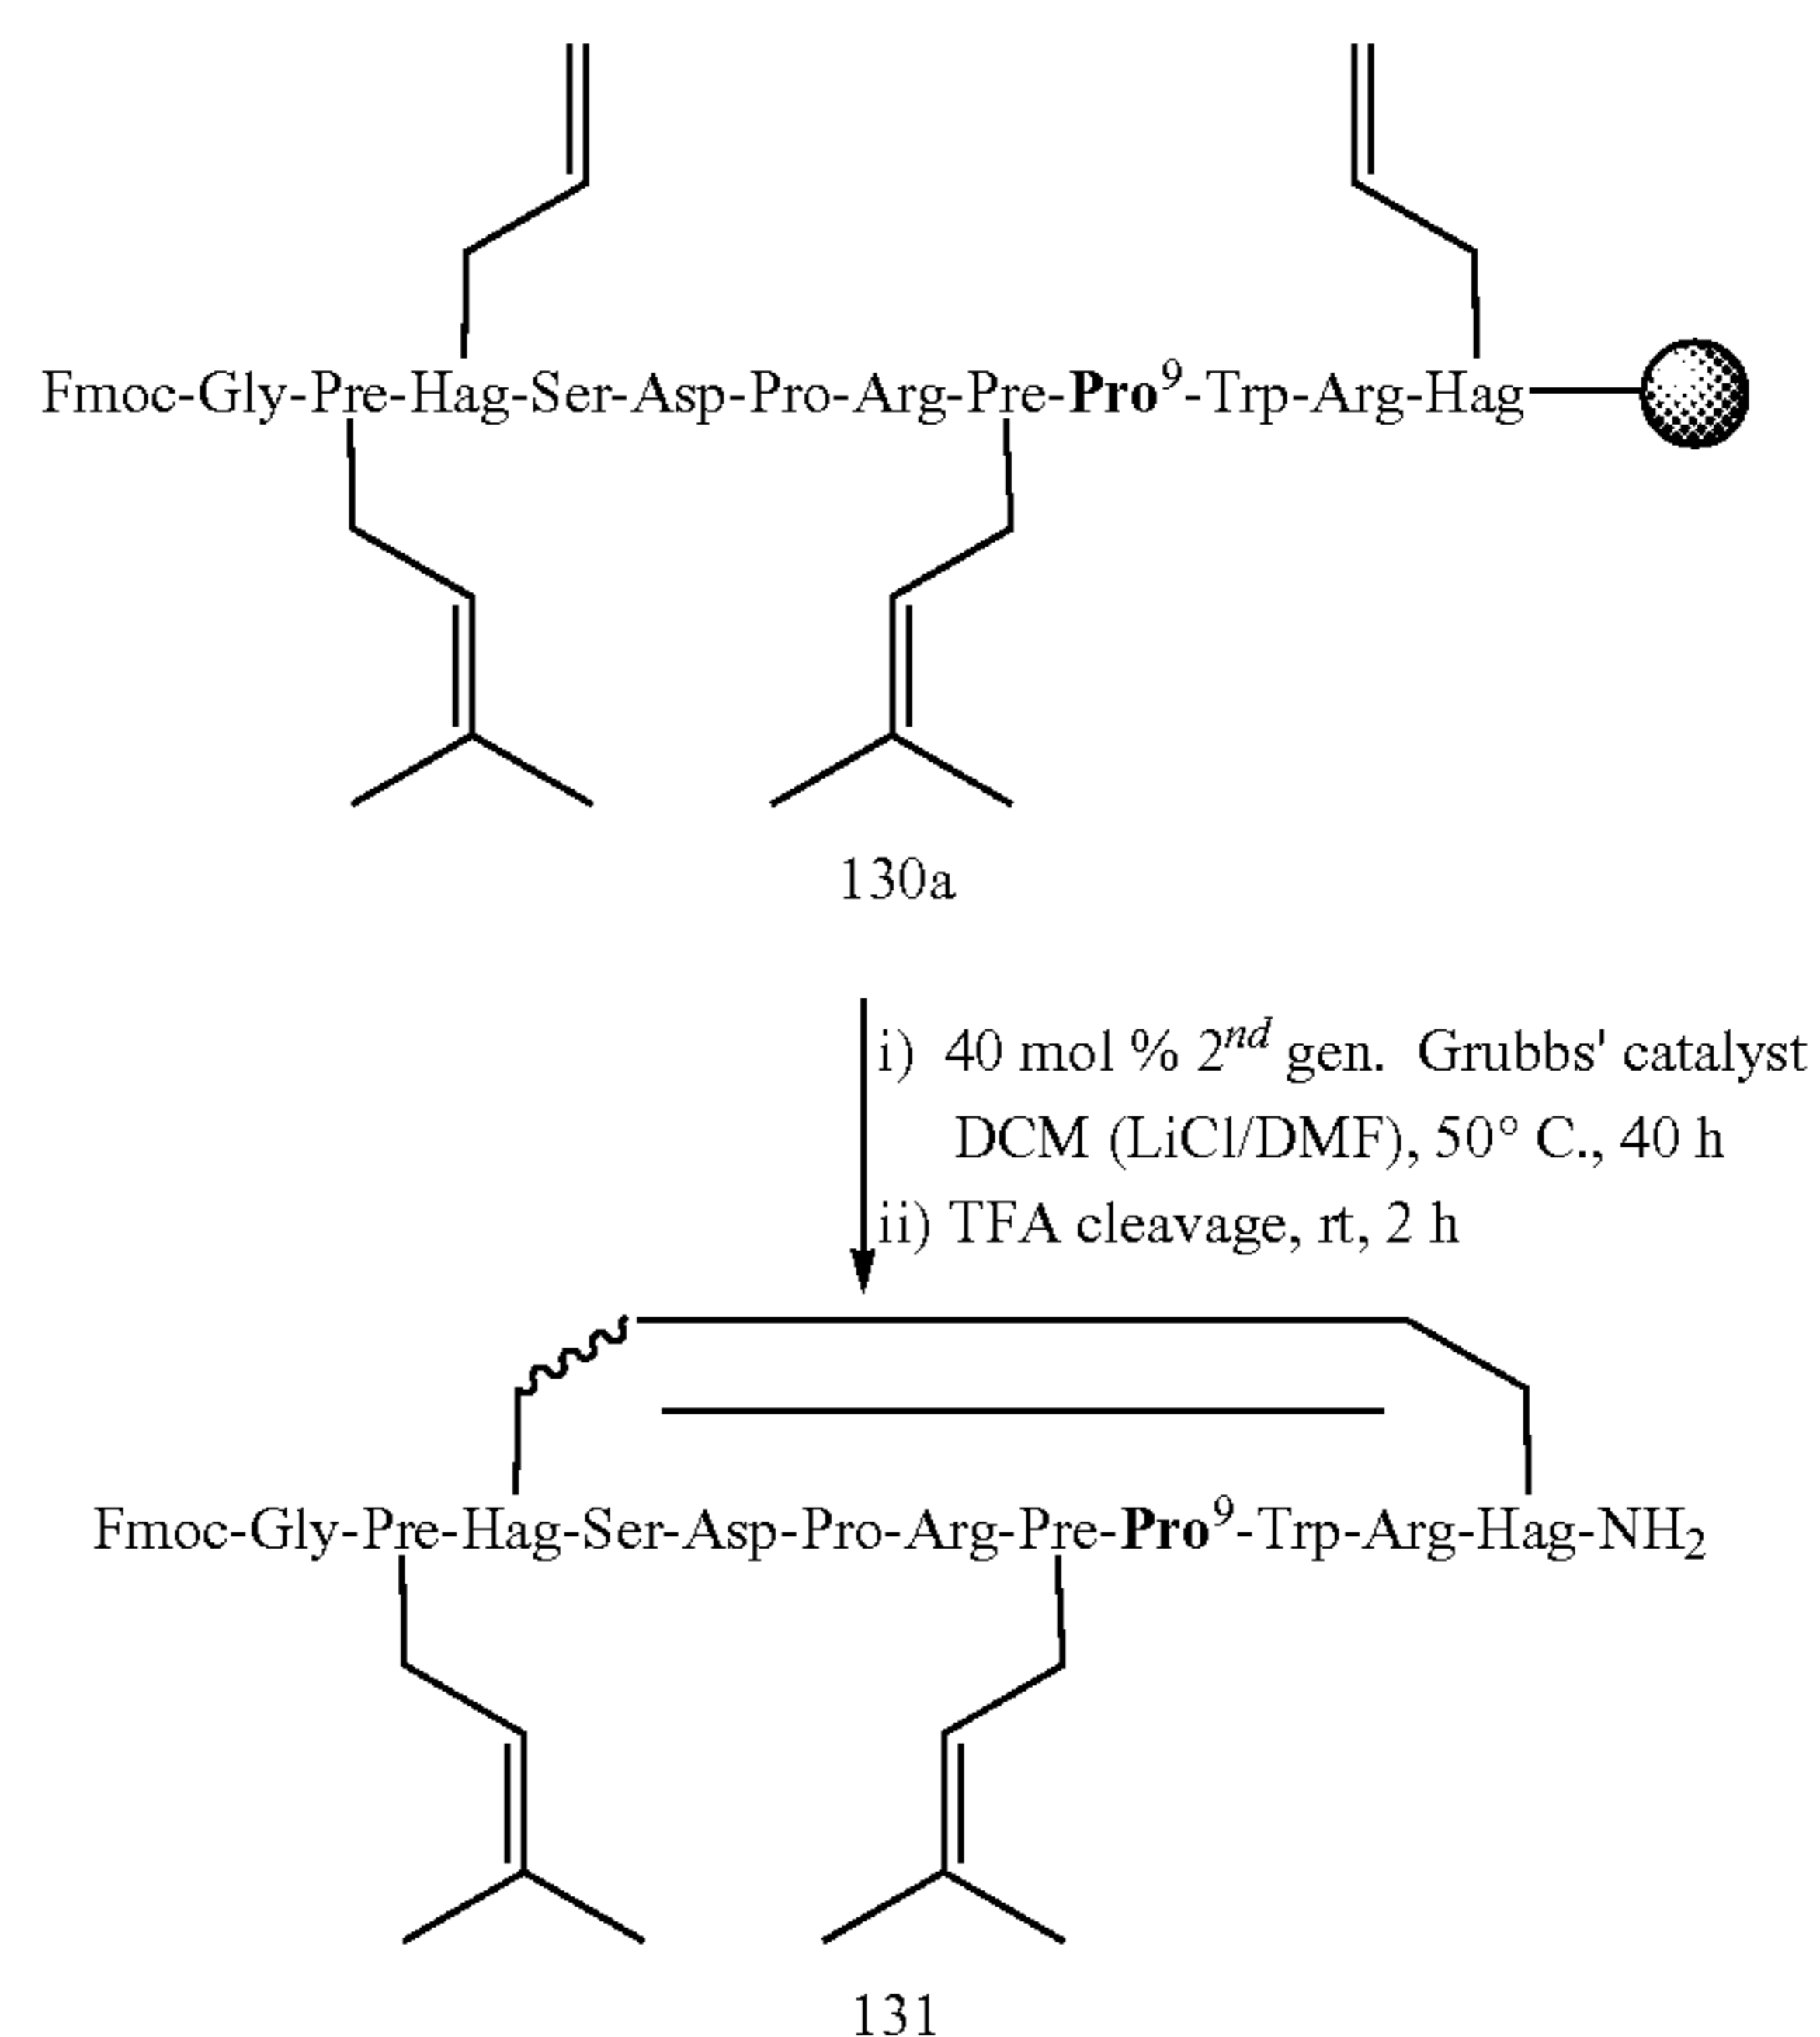 Fmoc-Gly-Pre-Hag-Ser-Asp-Pro-Arg-Pre-Pro⁹-Trp-Arg-Hag
130a
i) 40 mol % 2ⁿᵈ gen. Grubbs' catalyst
DCM (LiCl/DMF), 50° C., 40 h
ii) TFA cleavage, rt, 2 h
Fmoc-Gly-Pre-Hag-Ser-Asp-Pro-Arg-Pre-Pro⁹-Trp-Arg-Hag-NH₂
131